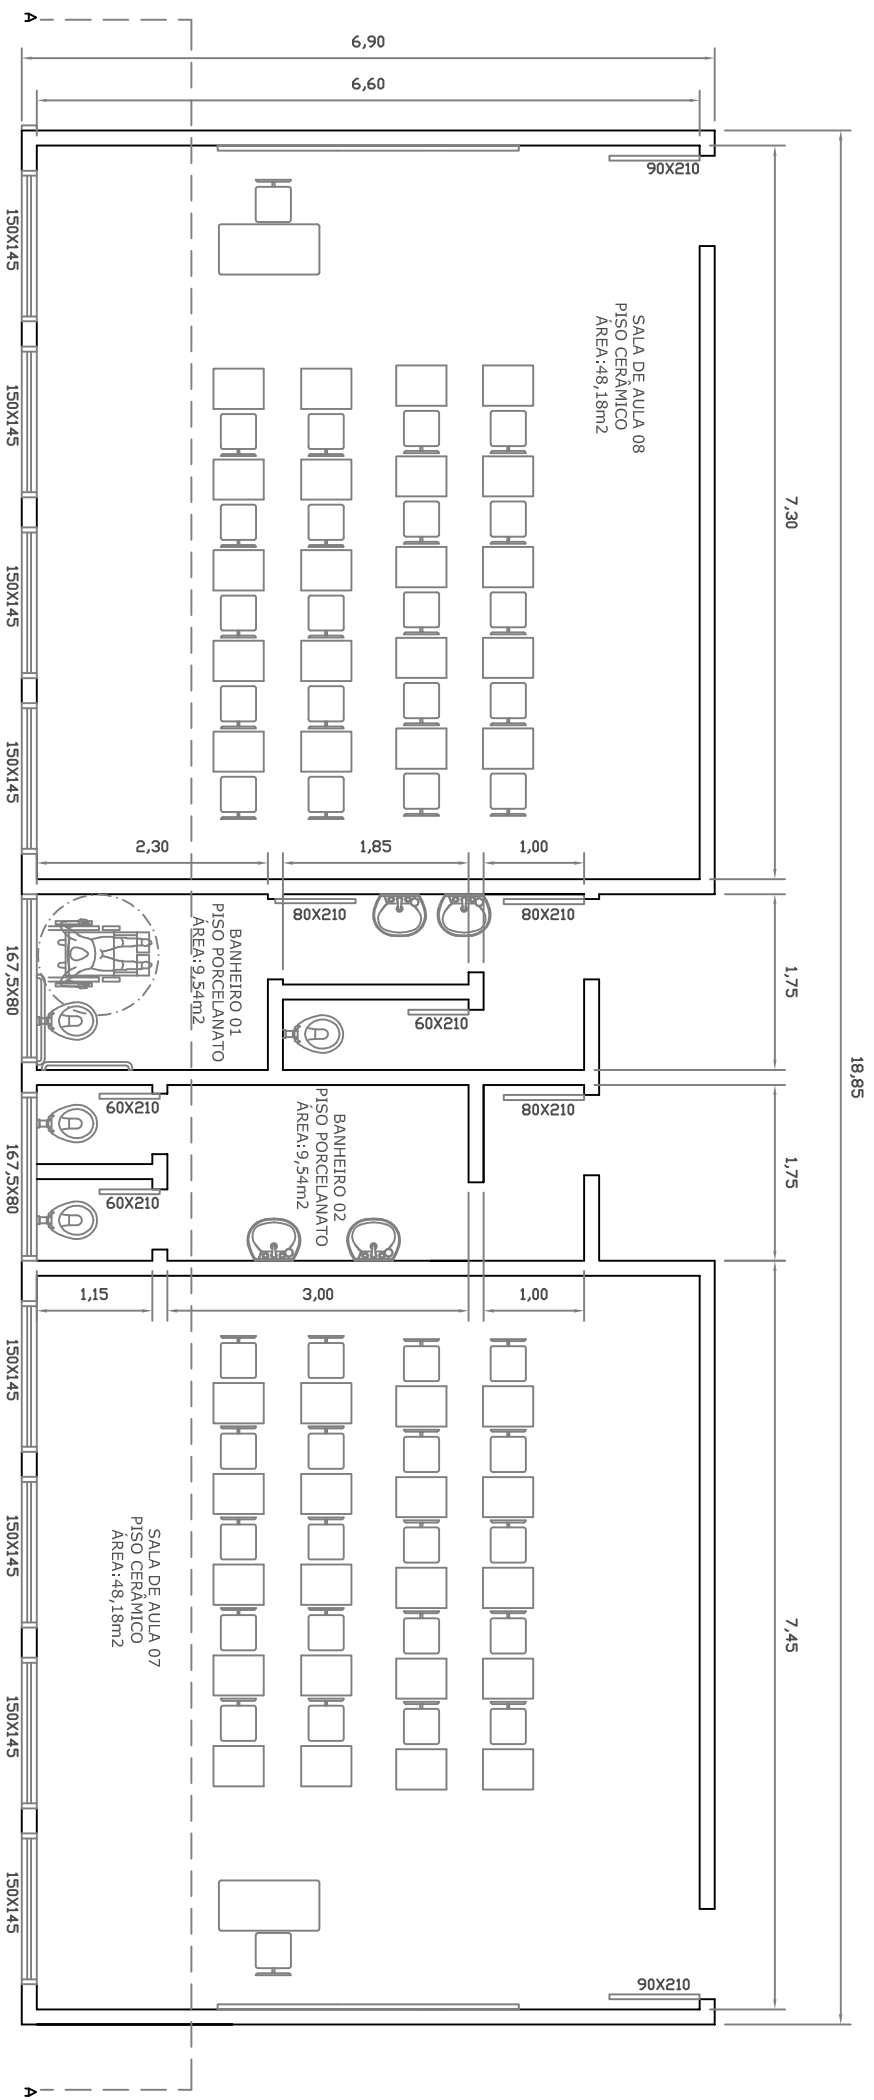 A
6,90
6,60
90X210
150X145
SALA DE AULA 08
PISO CERÂMICO
ÁREA:48,18m2
150X145
7,30
150X145
150X145
2,30
1,85
1,00
80X210
80X210
BANHEIRO 01
PISO PORCELANATO
ÁREA:9,54m2
167,5X80
1,75
60X210
18,85
60X210
80X210
BANHEIRO 02
PISO PORCELANATO
ÁREA:9,54m2
167,5X80
1,75
60X210
1,15
3,00
1,00
150X145
150X145
SALA DE AULA 07
PISO CERÂMICO
ÁREA:48,18m2
7,45
150X145
150X145
90X210
A